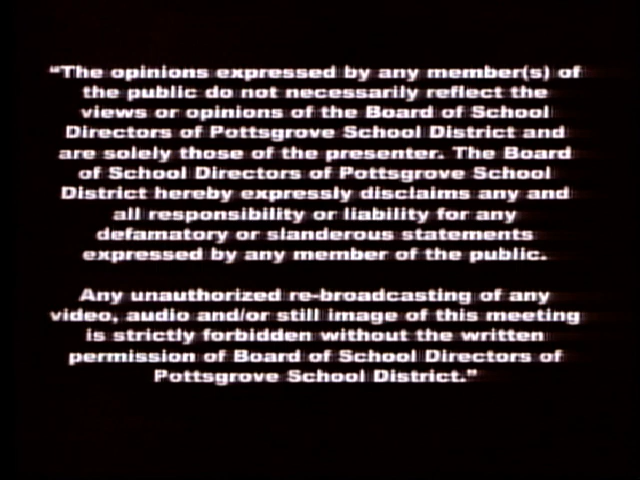 “The opinions expressed by any member(s) of
the public do not necessarily reflect the
views or opinions of the Board of School
Directors of Pottsgrove School District and
are solely those of the presenter. The Board
of School Directors of Pottsgrove School
District hereby expressly disclaims any and
all responsibility or liability for any
defamatory or slanderous statements
expressed by any member of the public.
Any unauthorized re-broadcasting of any
video, audio and/or still image of this meeting
is strictly forbidden without the written
permission of Board of School Directors of
Pottsgrove School District.”